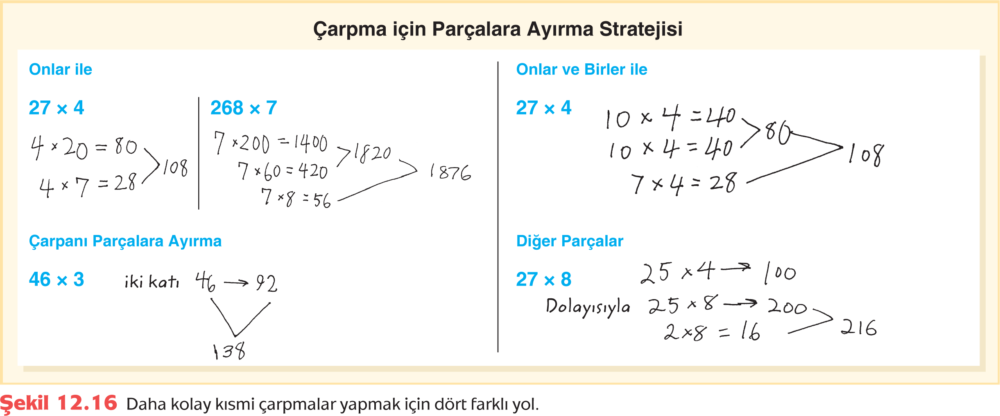 Çarpma için Parçalara Ayırma Stratejisi
Onlar ile
27 × 4
4 × 20 = 80
4 × 7 = 28
108
268 × 7
7 × 200 = 1400
7 × 60 = 420
1820
7 × 8 = 56
1876
Onlar ve Birler ile
27 × 4
10 × 4 = 40
10 × 4 = 40
80
7 × 4 = 28
108
Çarpanı Parçalara Ayırma
46 × 3
iki katı 46 → 92
138
Diğer Parçalar
27 × 8
25 × 4 → 100
Dolayısıyla 25 × 8 → 200
2 × 8 = 16
216
Şekil 12.16 Daha kolay kısmi çarpmalar yapmak için dört farklı yol.